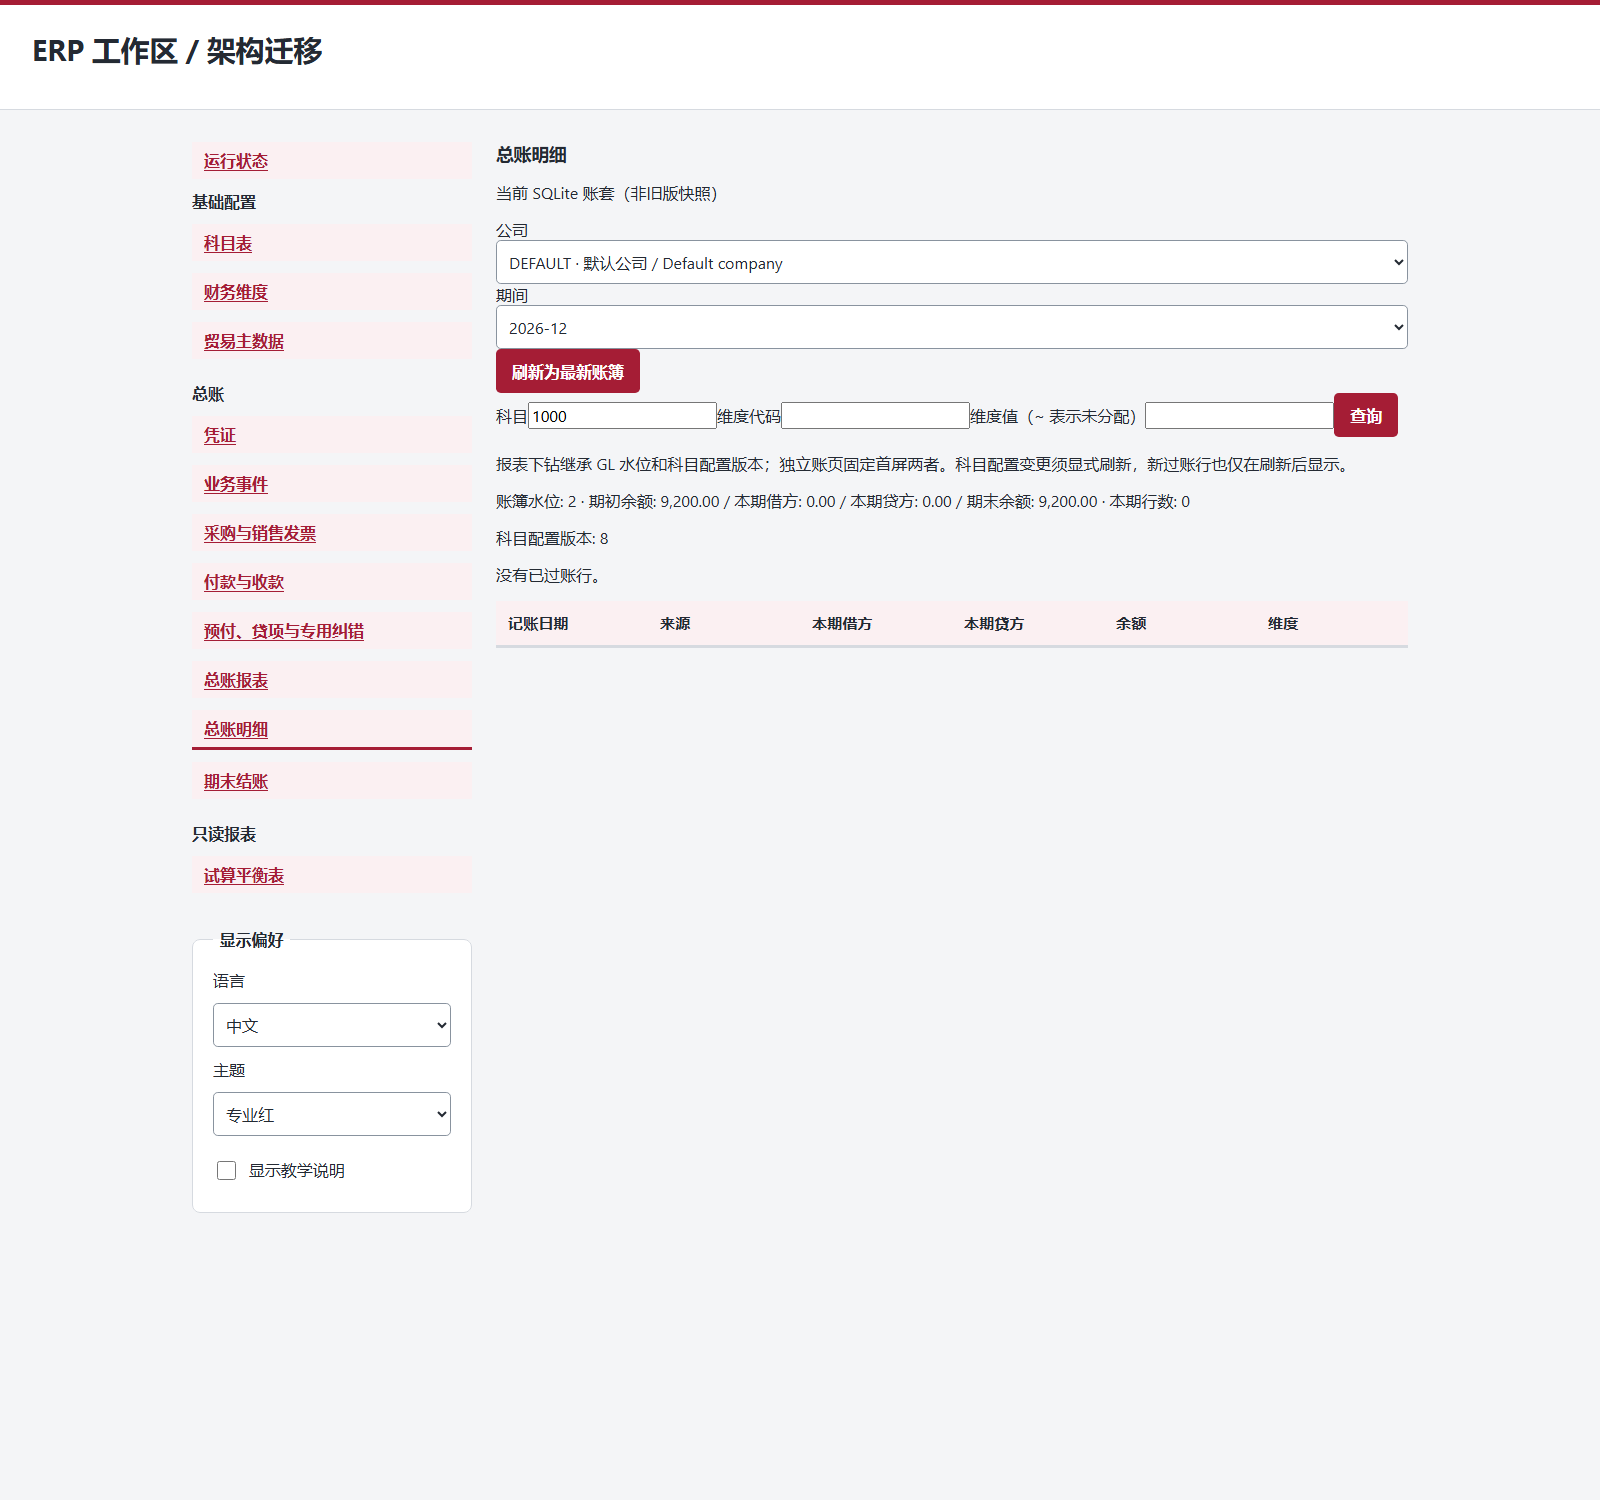 ERP 工作区 / 架构迁移
运行状态
基础配置
科目表
财务维度
贸易主数据
总账
凭证
业务事件
采购与销售发票
付款与收款
预付、贷项与专用纠错
总账报表
总账明细
期末结账
只读报表
试算平衡表
显示偏好
语言
中文
主题
专业红
显示教学说明
总账明细
当前 SQLite 账套（非旧版快照）
公司
DEFAULT · 默认公司 / Default company
期间
2026-12
刷新为最新账簿
科目 1000 维度代码 维度值（~ 表示未分配） 查询
报表下钻继承 GL 水位和科目配置版本；独立账页固定首屏两者。科目配置变更须显式刷新，新过账行也仅在刷新后显示。
账簿水位: 2 · 期初余额: 9,200.00 / 本期借方: 0.00 / 本期贷方: 0.00 / 期末余额: 9,200.00 · 本期行数: 0
科目配置版本: 8
没有已过账行。
记账日期 来源 本期借方 本期贷方 余额 维度